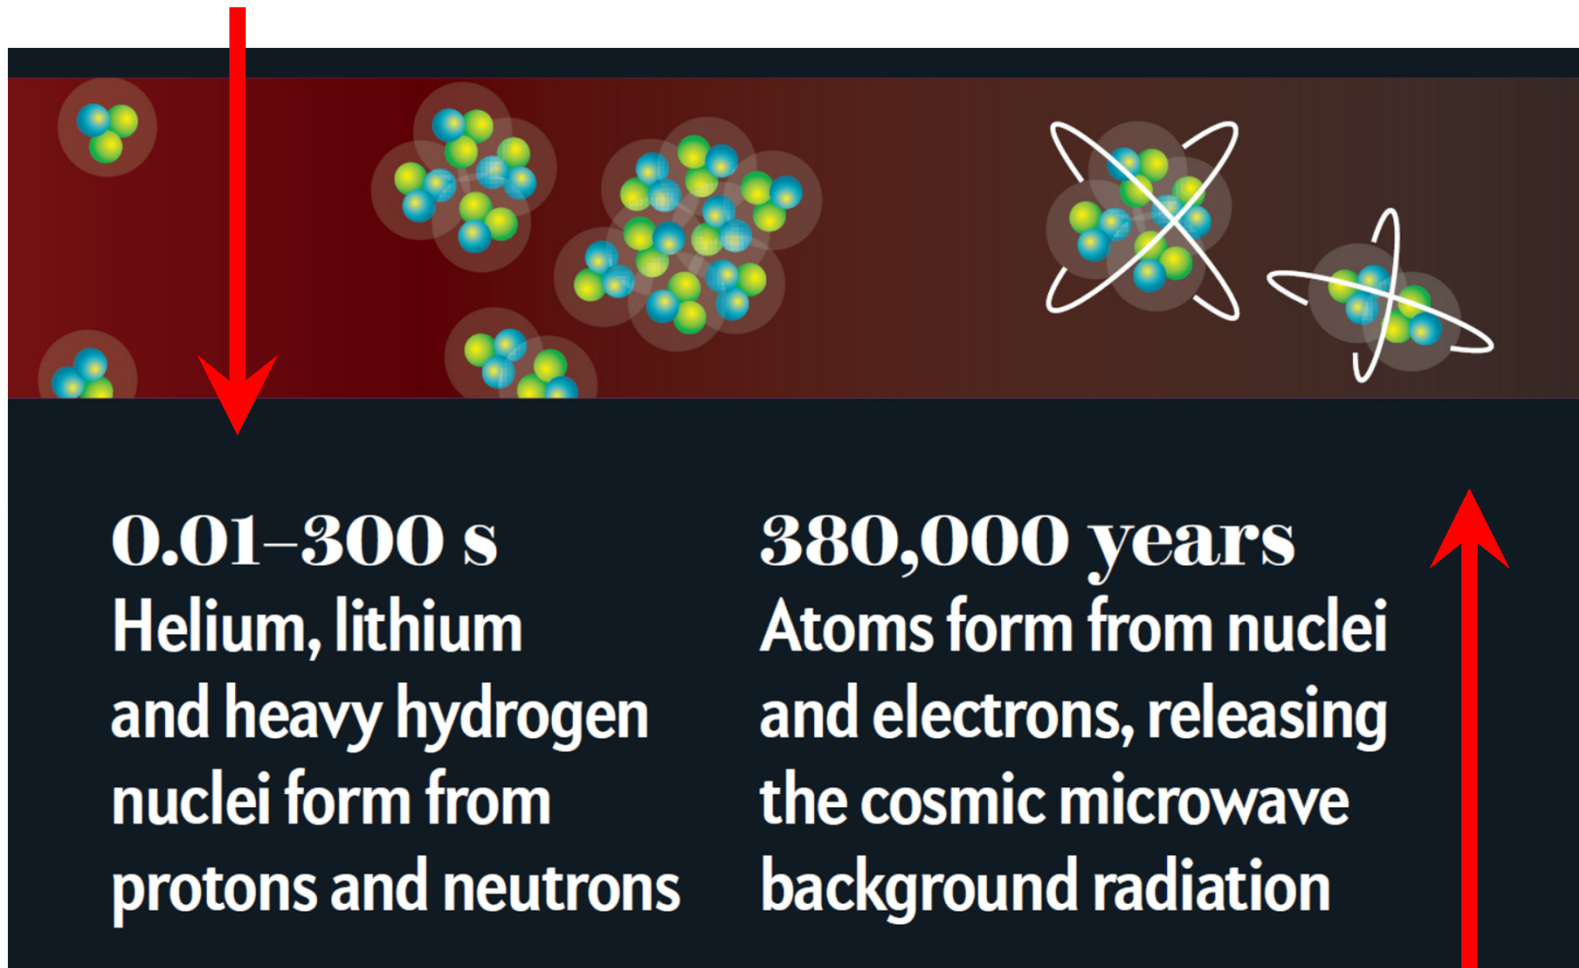 0.01–300 s
Helium, lithium
and heavy hydrogen
nuclei form from
protons and neutrons
380,000 years
Atoms form from nuclei
and electrons, releasing
the cosmic microwave
background radiation